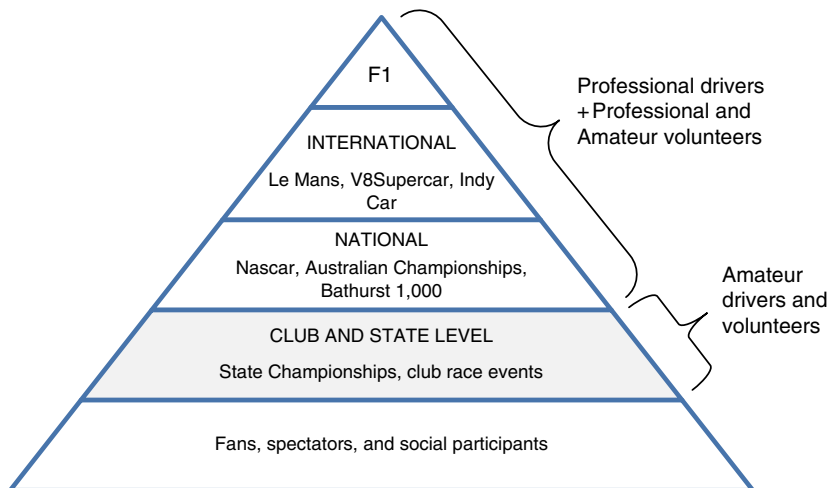 F1
INTERNATIONAL
Le Mans, V8Supercar, Indy
Car
NATIONAL
Nascar, Australian Championships,
Bathurst 1,000
CLUB AND STATE LEVEL
State Championships, club race events
Fans, spectators, and social participants
Professional drivers
+Professional and
Amateur volunteers
Amateur
drivers and
volunteers